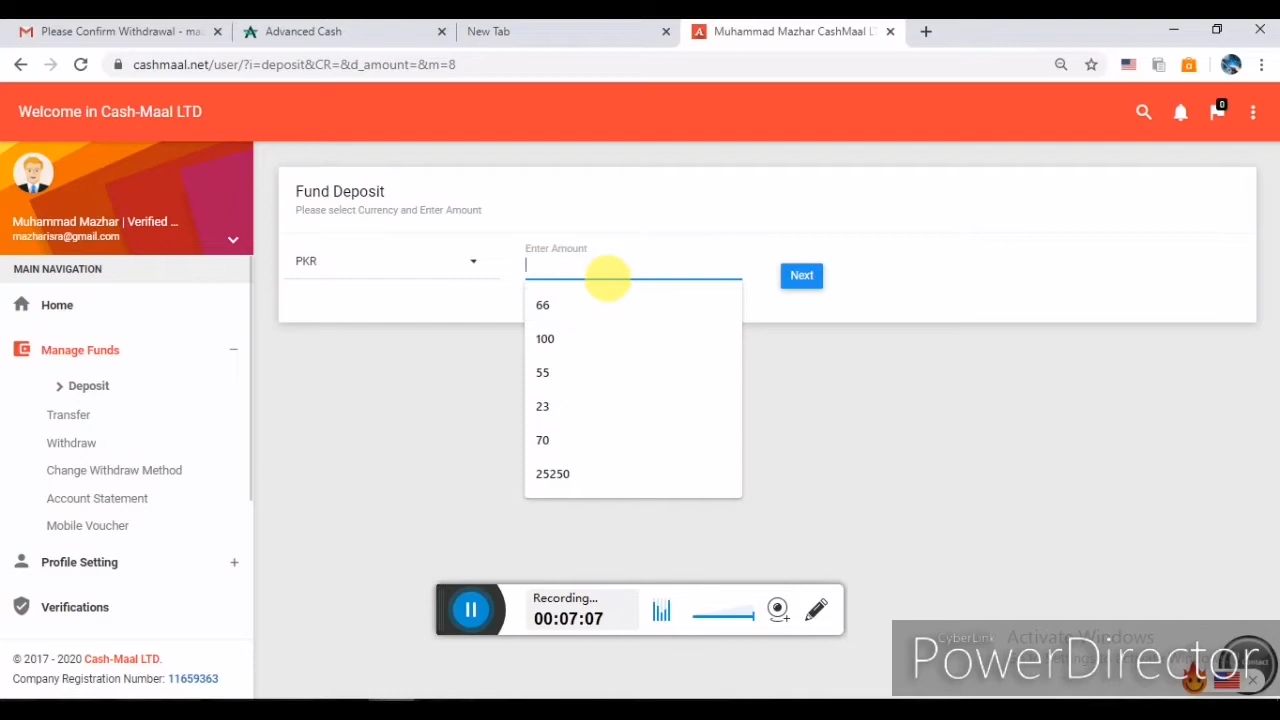 Please Confirm Withdrawal - ma
Advanced Cash
New Tab
Muhammad Mazhar CashMaal LT
cashmaal.net/user/?i=deposit&CR=&d_amount=&m=8
Welcome in Cash-Maal LTD
0
Muhammad Mazhar | Verified ...
mazharisra@gmail.com
MAIN NAVIGATION
Home
Manage Funds
Deposit
Transfer
Withdraw
Change Withdraw Method
Account Statement
Mobile Voucher
Profile Setting
Verifications
© 2017 - 2020 Cash-Maal LTD.
Company Registration Number: 11659363
Fund Deposit
Please select Currency and Enter Amount
PKR
Enter Amount
Next
66
100
55
23
70
25250
Recording...
00:07:07
Activate Windows
CyberLink
PowerDirector